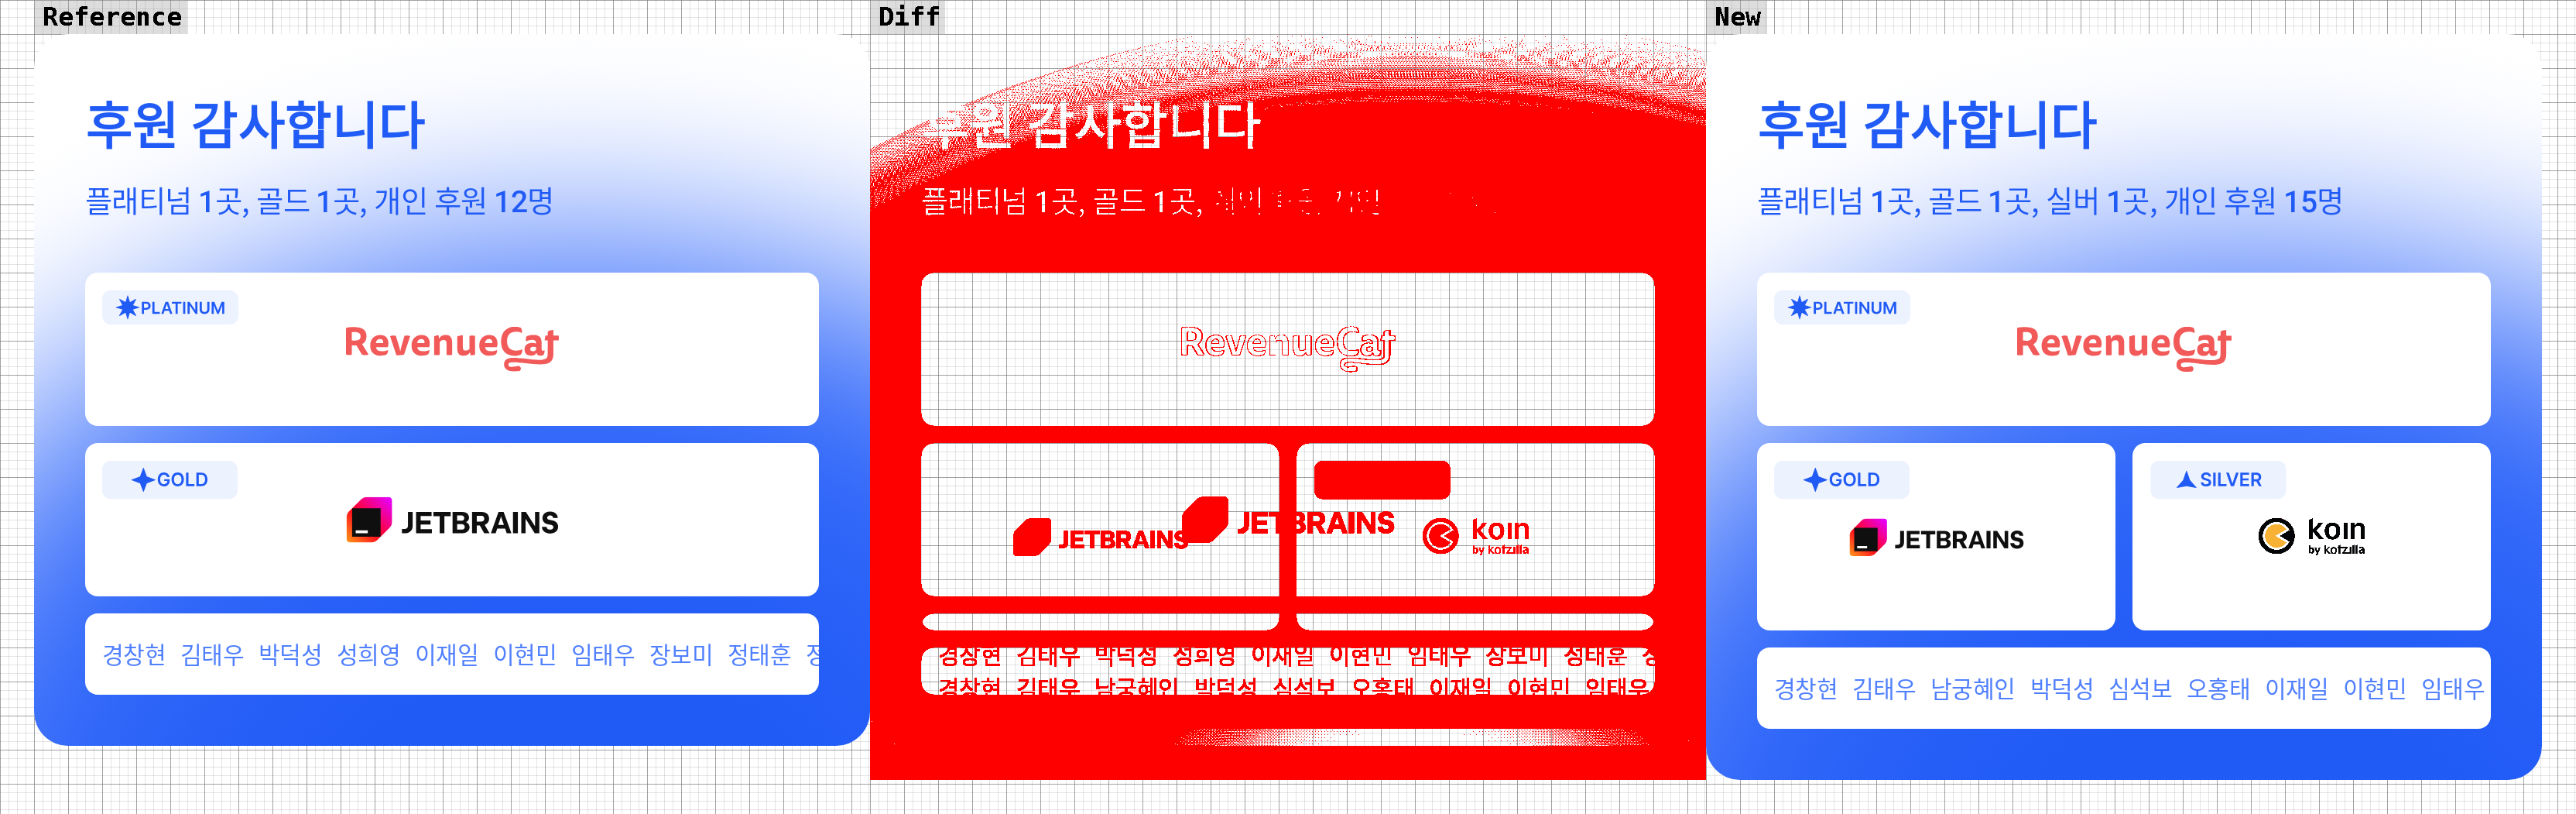 Reference
후원 감사합니다
플래티넘 1곳, 골드 1곳, 개인 후원 12명
PLATINUM
RevenueCat
GOLD
JETBRAINS
경창현 김태우 박덕성 성희영 이재일 이현민 임태우 장보미 정태훈
Diff
후원 감사합니다
플래티넘 1곳, 골드 1곳,
RevenueCat
JETBRAINS
JETBRAINS
koin
by kofzilla
경창현 김태우 박덕성 성희영 이재일 이현민 임태우 장보미 정태훈
경창현 김태우 남궁혜인 박덕성 심석보 오홍태 이재일 이현민 임태우
New
후원 감사합니다
플래티넘 1곳, 골드 1곳, 실버 1곳, 개인 후원 15명
PLATINUM
RevenueCat
GOLD
JETBRAINS
SILVER
koin
by kofzilla
경창현 김태우 남궁혜인 박덕성 심석보 오홍태 이재일 이현민 임태우